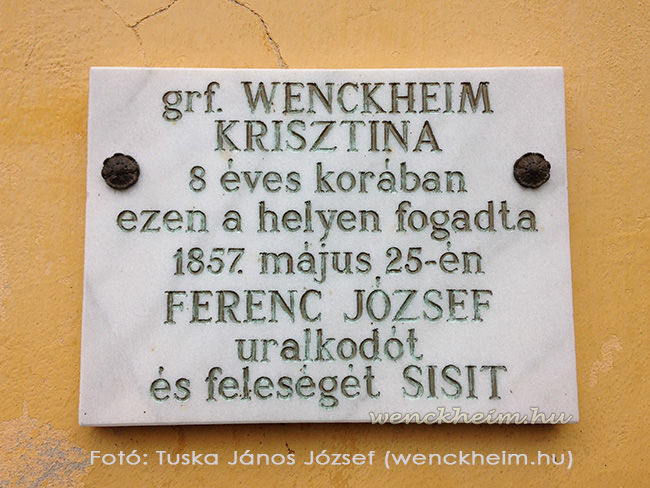 grf. WENCKHEIM
KRISZTINA
8 éves korában
ezen a helyen fogadta
1857. május 25-én
FERENC JÓZSEF
uralkodót
és feleségét SISIT
wenckheim.hu
Fotó: Tuska János József (wenckheim.hu)